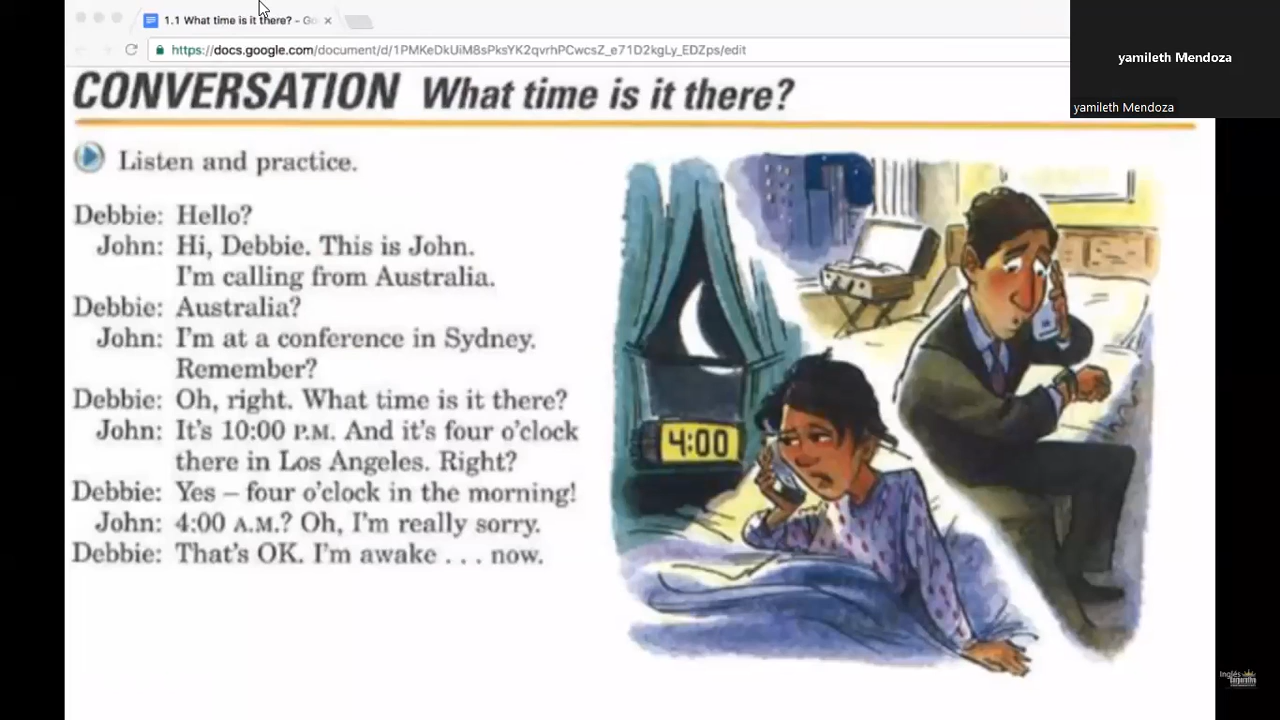 1.1 What time is it there? - Go
https://docs.google.com/document/d/1PMKeDkUiM8sPksYK2qvrhPCwcsZ_e71D2kgLy_EDZps/edit
yamileth Mendoza
yamileth Mendoza
CONVERSATION What time is it there?
Listen and practice.
Debbie: Hello?
John: Hi, Debbie. This is John.
I'm calling from Australia.
Debbie: Australia?
John: I'm at a conference in Sydney.
Remember?
Debbie: Oh, right. What time is it there?
John: It's 10:00 P.M. And it's four o'clock
there in Los Angeles. Right?
Debbie: Yes – four o'clock in the morning!
John: 4:00 A.M.? Oh, I'm really sorry.
Debbie: That's OK. I'm awake . . . now.
4:00
Inglés
Corporativo